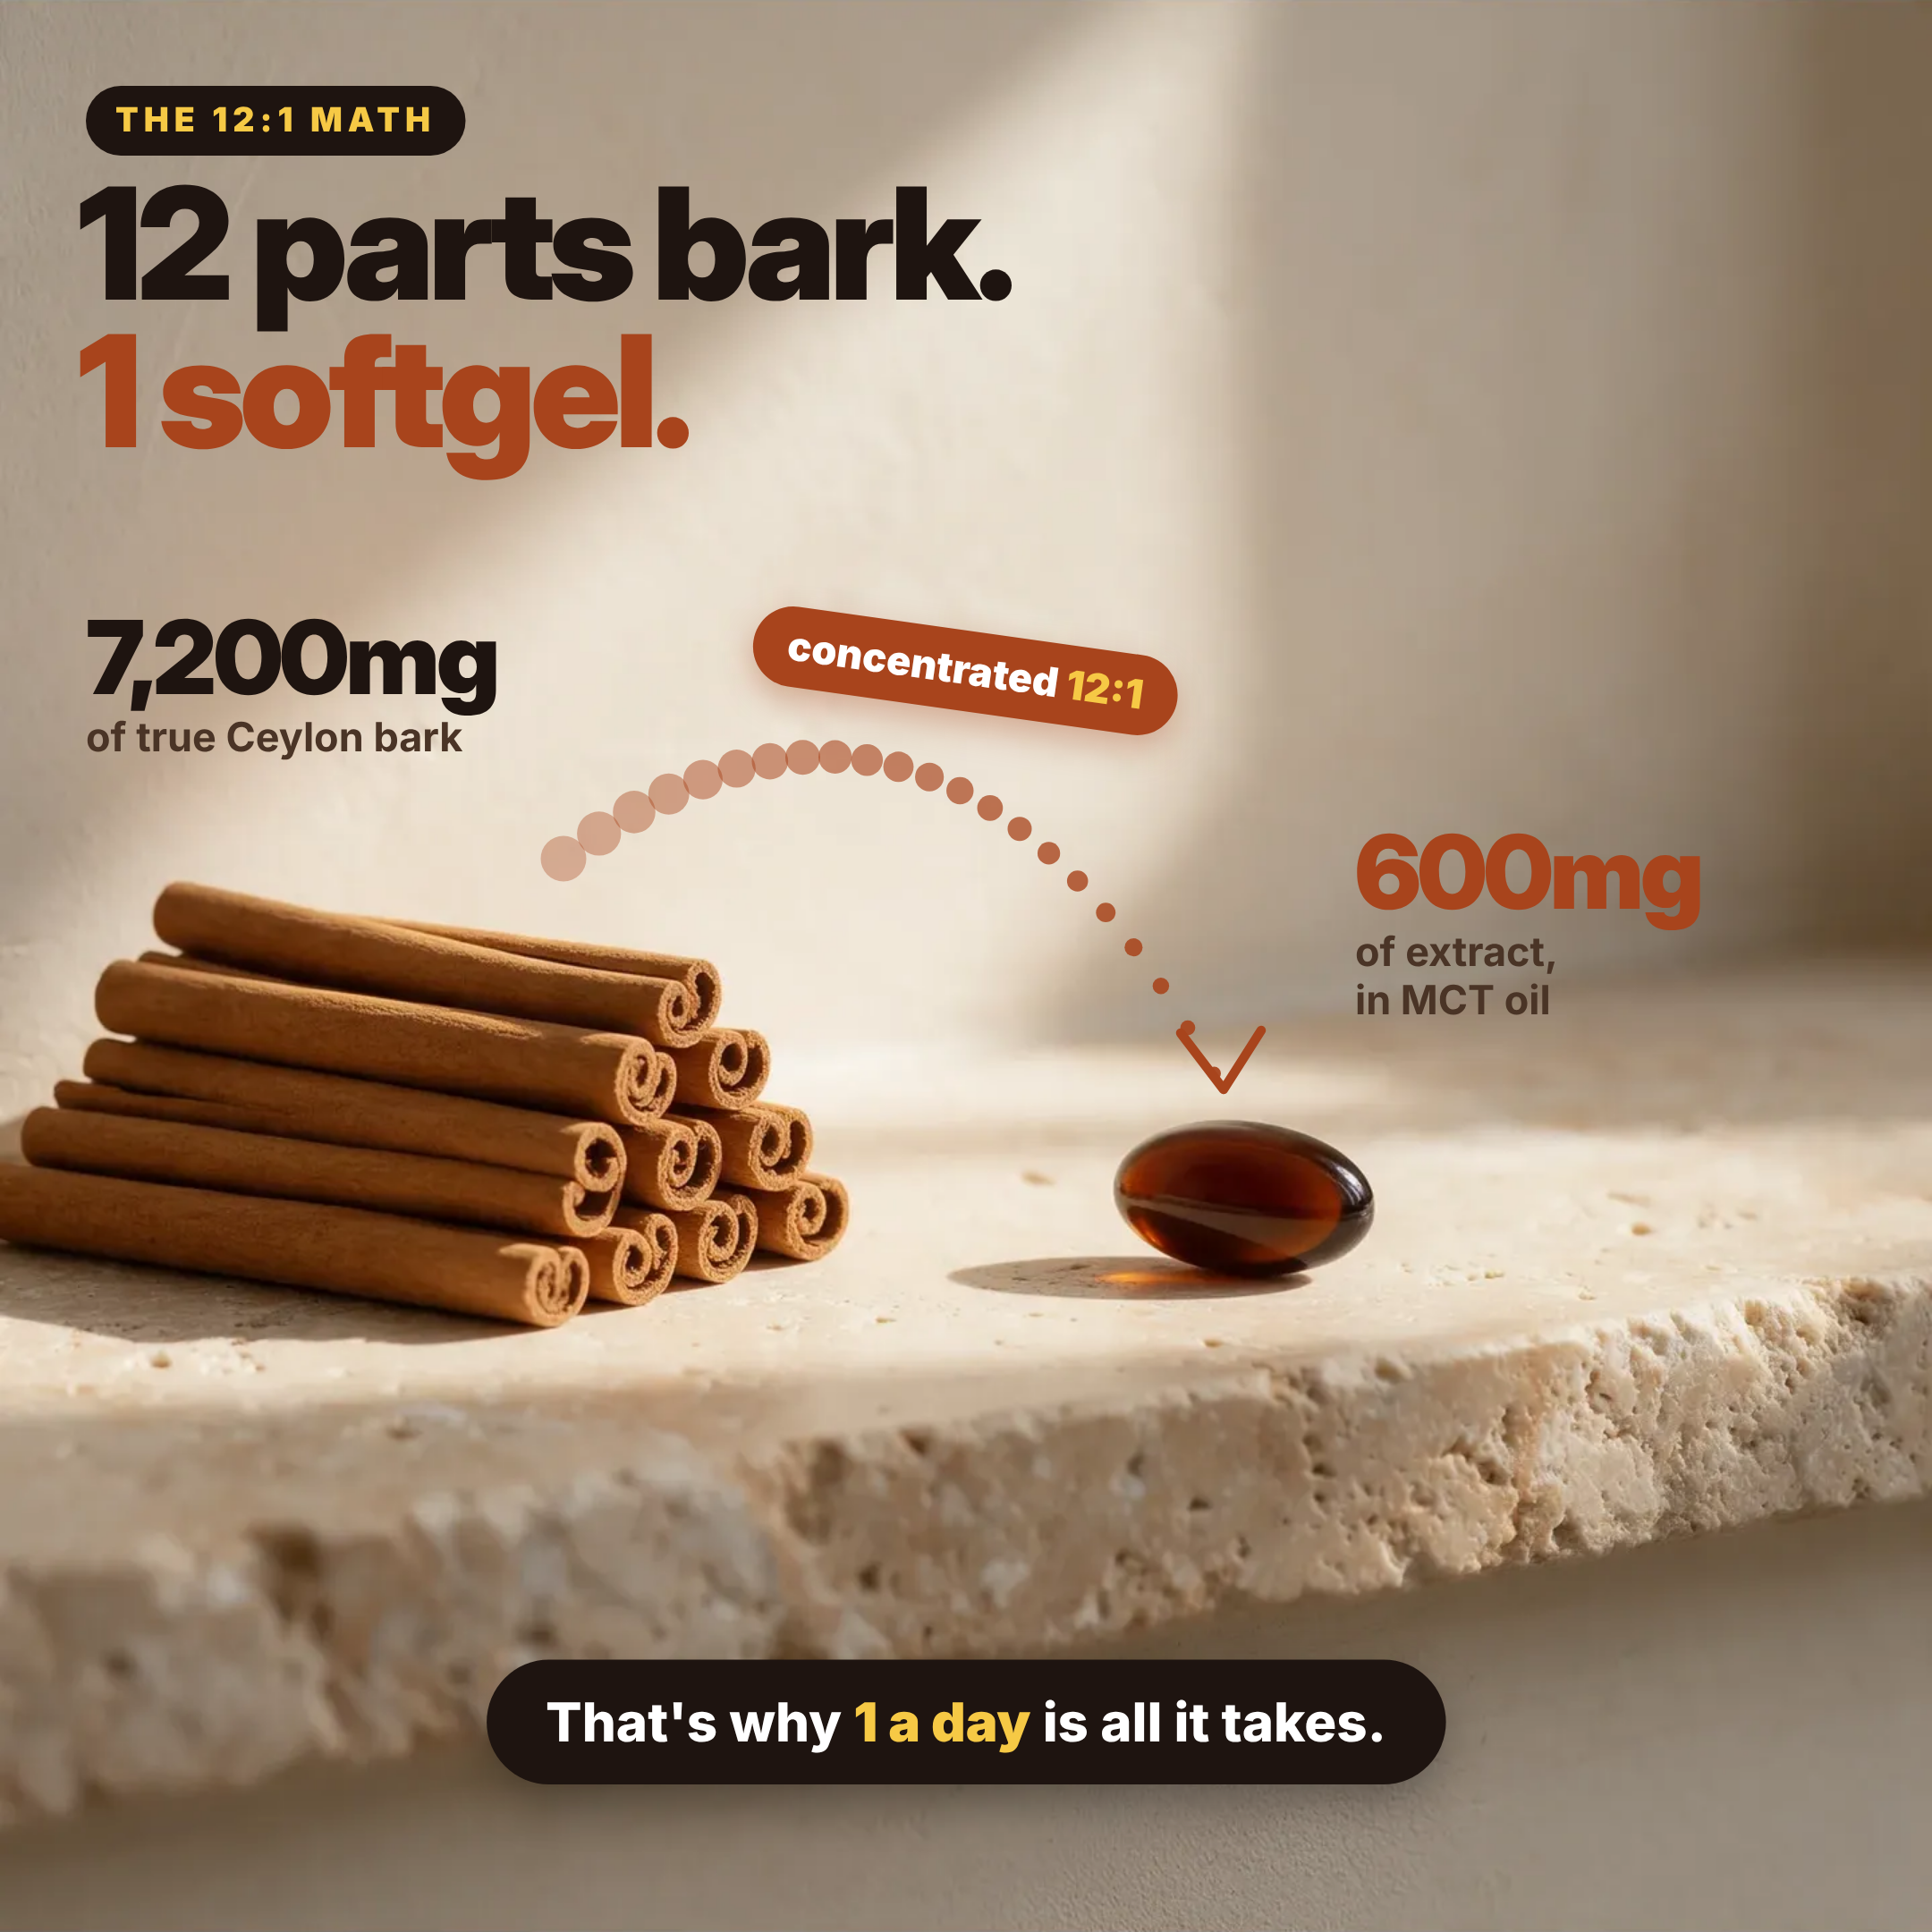 THE 12:1 MATH
12 parts bark.
1 softgel.
7,200mg
of true Ceylon bark
concentrated 12:1
600mg
of extract,
in MCT oil
That's why 1 a day is all it takes.